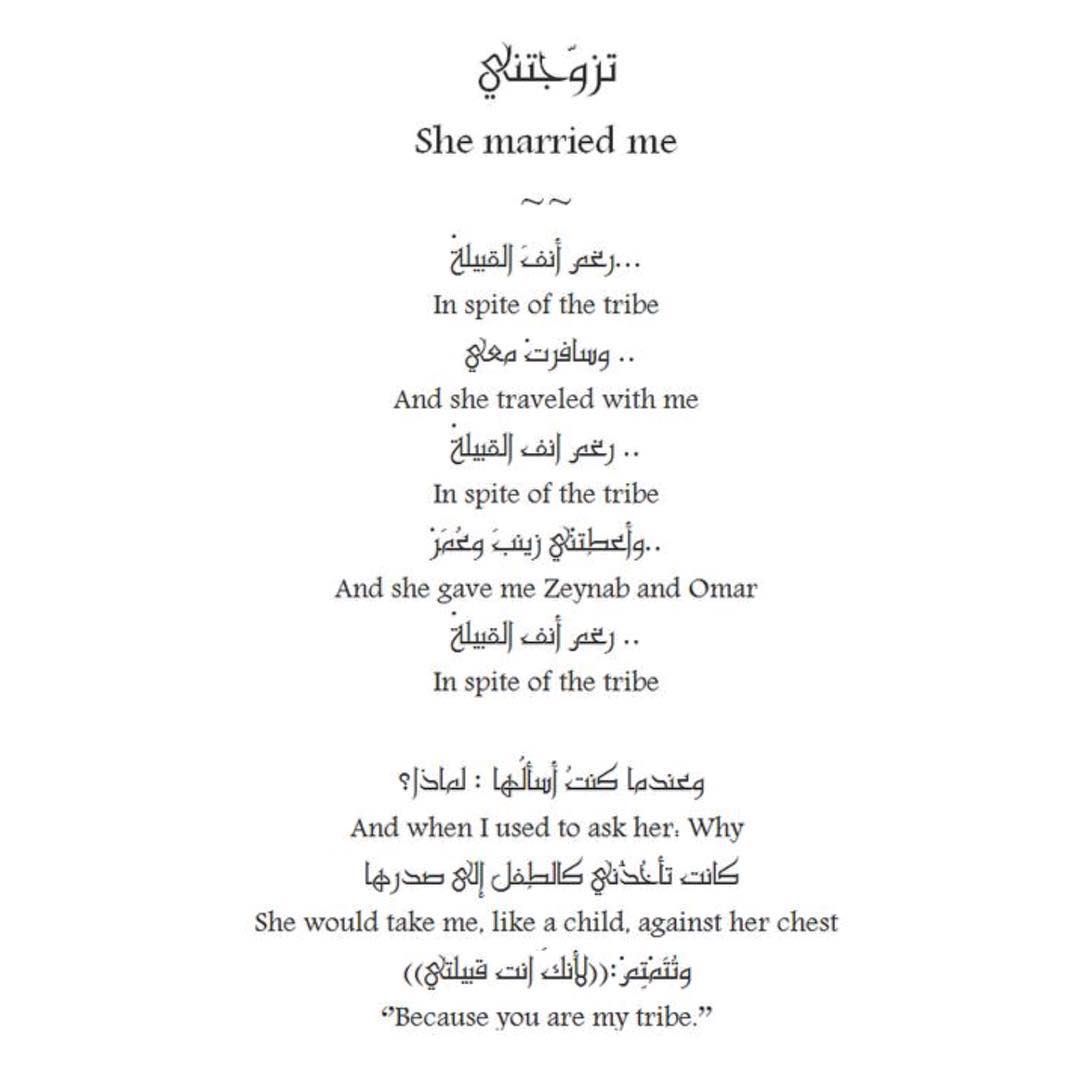 تزوّجتني
She married me
~~
...رغم أنفَ القبيلةْ
In spite of the tribe
.. وسافرتْ معي
And she traveled with me
.. رغم انف القبيلةْ
In spite of the tribe
..وأعطتني زينبَ وعُمَرْ
And she gave me Zeynab and Omar
.. رغم أنف القبيلةْ
In spite of the tribe
وعندما كنتُ أسألُها : لماذا؟
And when I used to ask her: Why
كانت تأخُذُني كالطِفل إلى صدرها
She would take me, like a child, against her chest
وتُتَمْتِمْ:((لأنكَ انت قبيلتي))
“Because you are my tribe.”